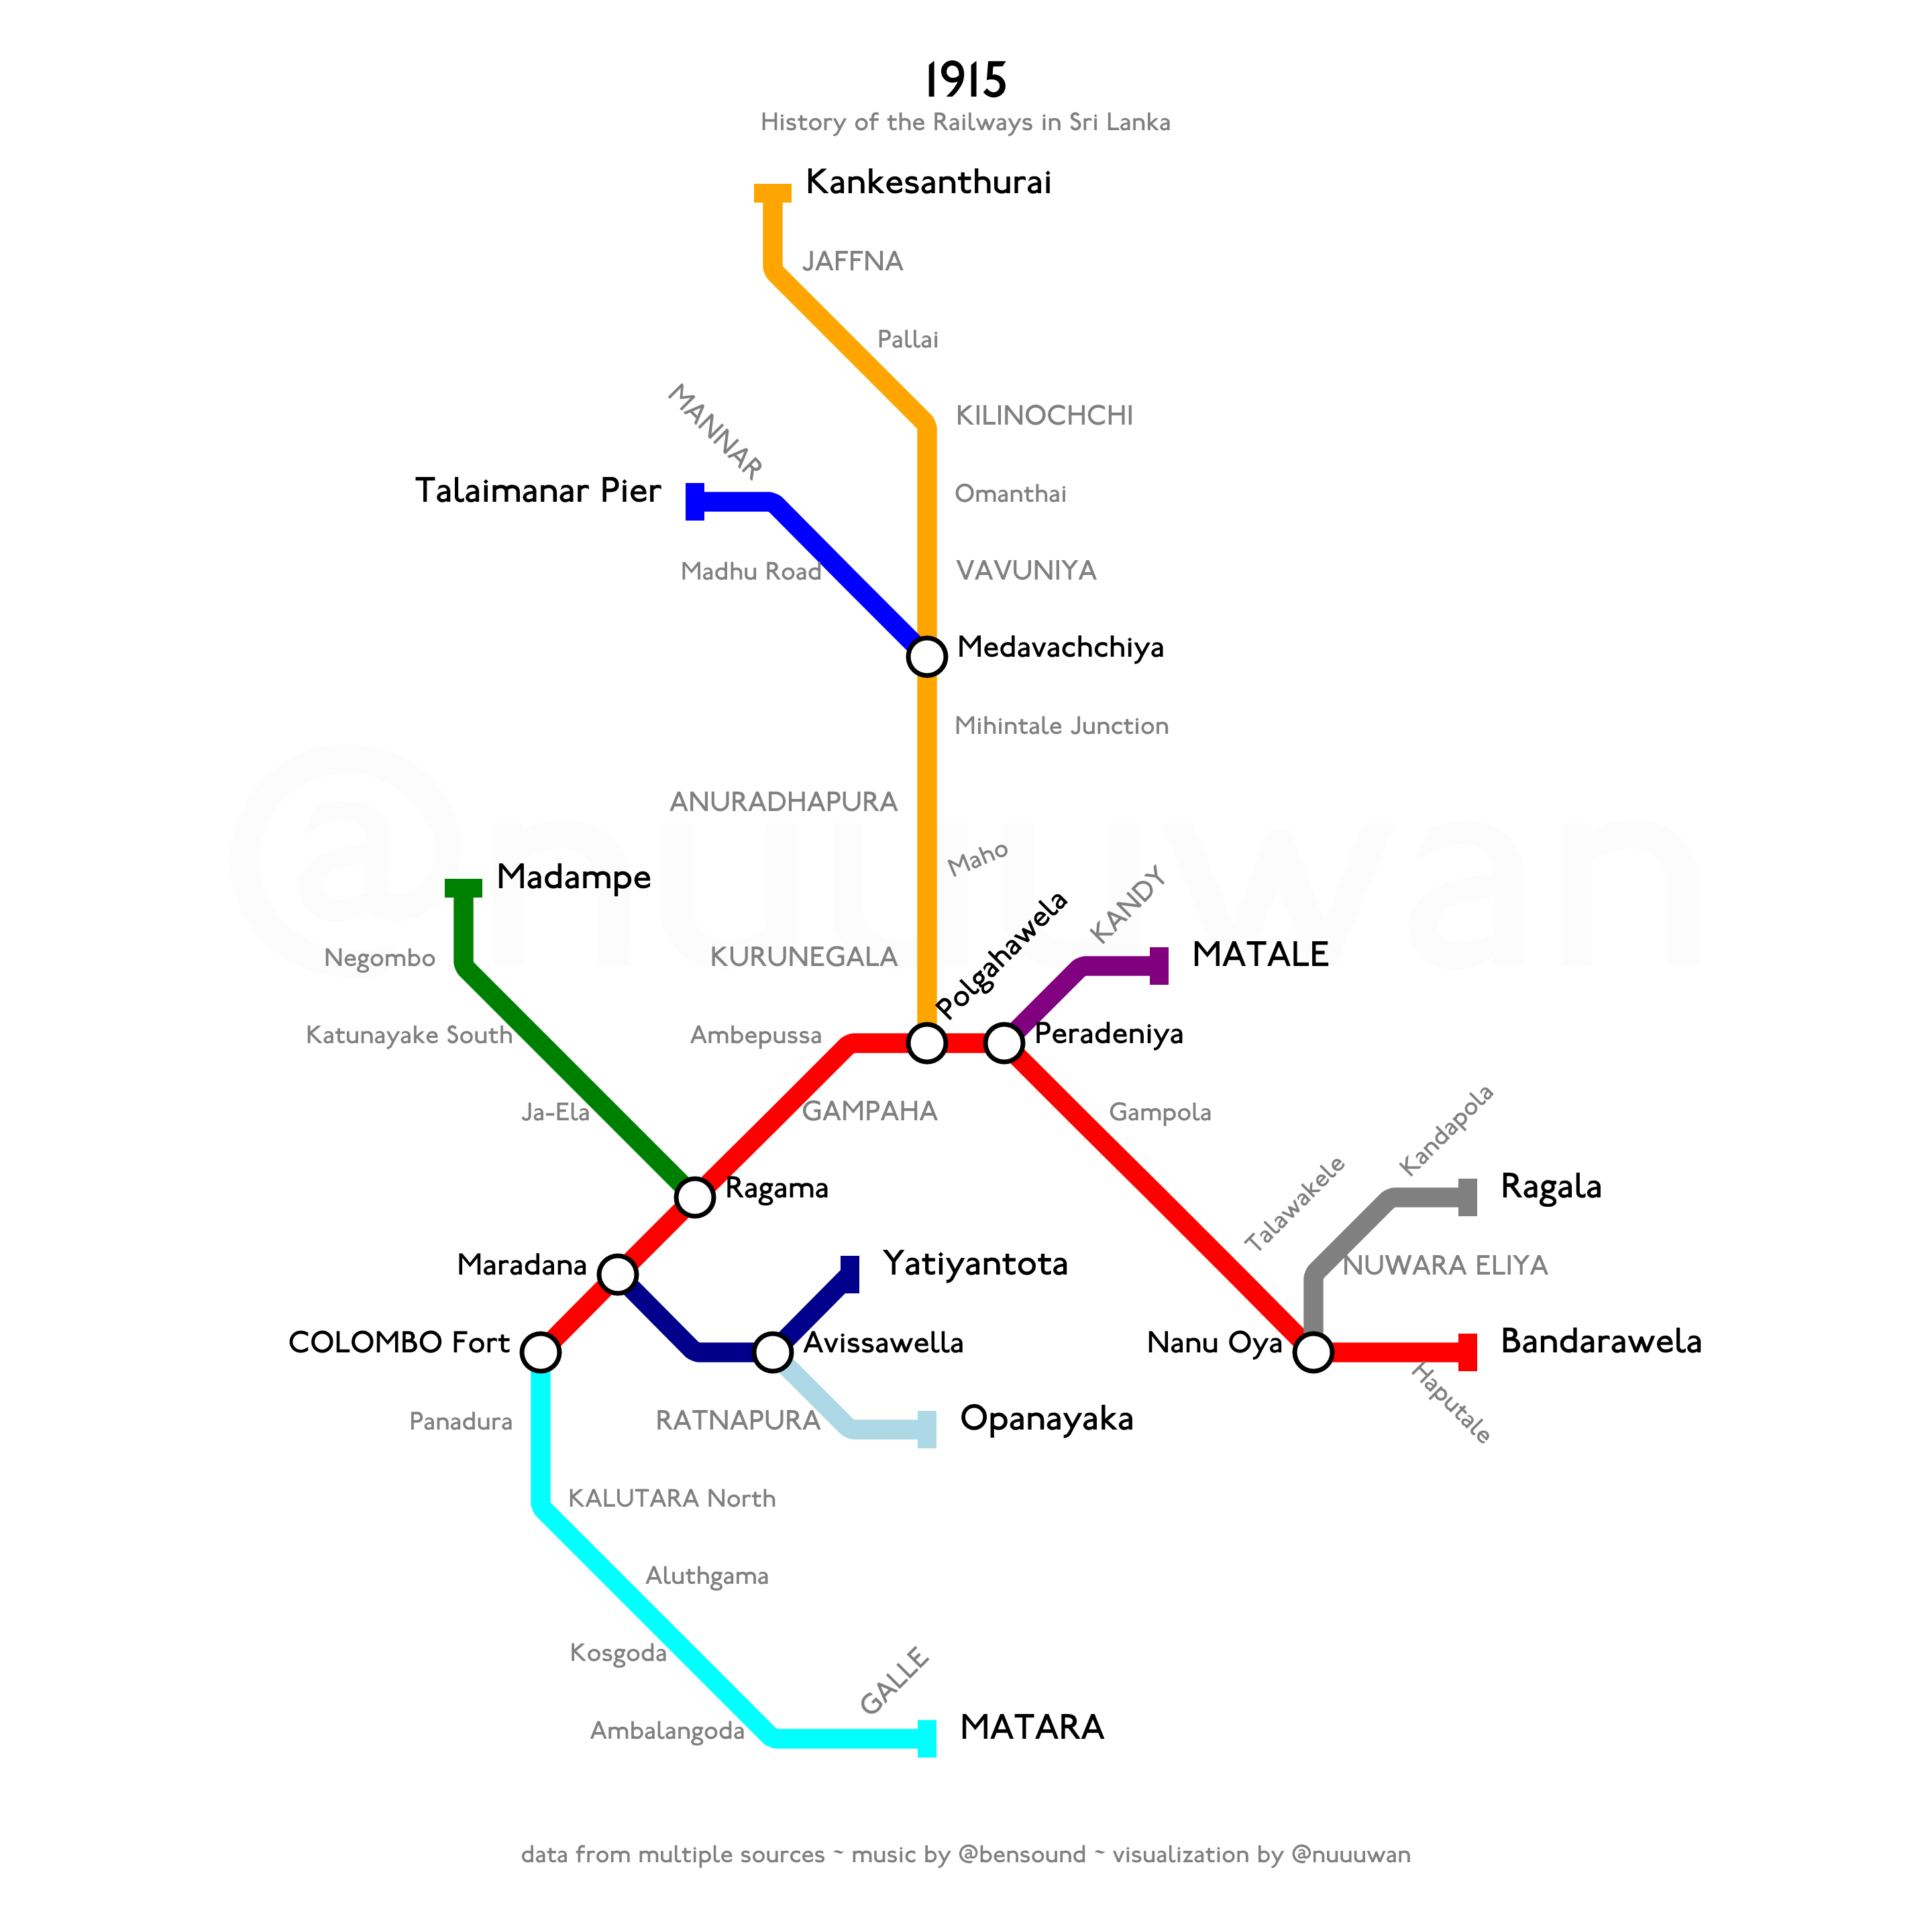 1915
History of the Railways in Sri Lanka
Kankesanthurai
JAFFNA
Pallai
MANNAR
KILINOCHCHI
Talaimanar Pier
Omanthai
Madhu Road
VAVUNIYA
Medavachchiya
Mihintale Junction
ANURADHAPURA
@nuuuwan
Maho
Madampe
KANDY
Negombo
KURUNEGALA
Polgahawela
MATALE
Katunayake South
Ambepussa
Peradeniya
Ja-Ela
GAMPAHA
Gampola
Kandapola
Talawakele
Ragama
Ragala
Maradana
Yatiyantota
NUWARA ELIYA
COLOMBO Fort
Avissawella
Nanu Oya
Bandarawela
Haputale
Panadura
RATNAPURA
Opanayaka
KALUTARA North
Aluthgama
Kosgoda
GALLE
Ambalangoda
MATARA
data from multiple sources ~ music by @bensound ~ visualization by @nuuuwan